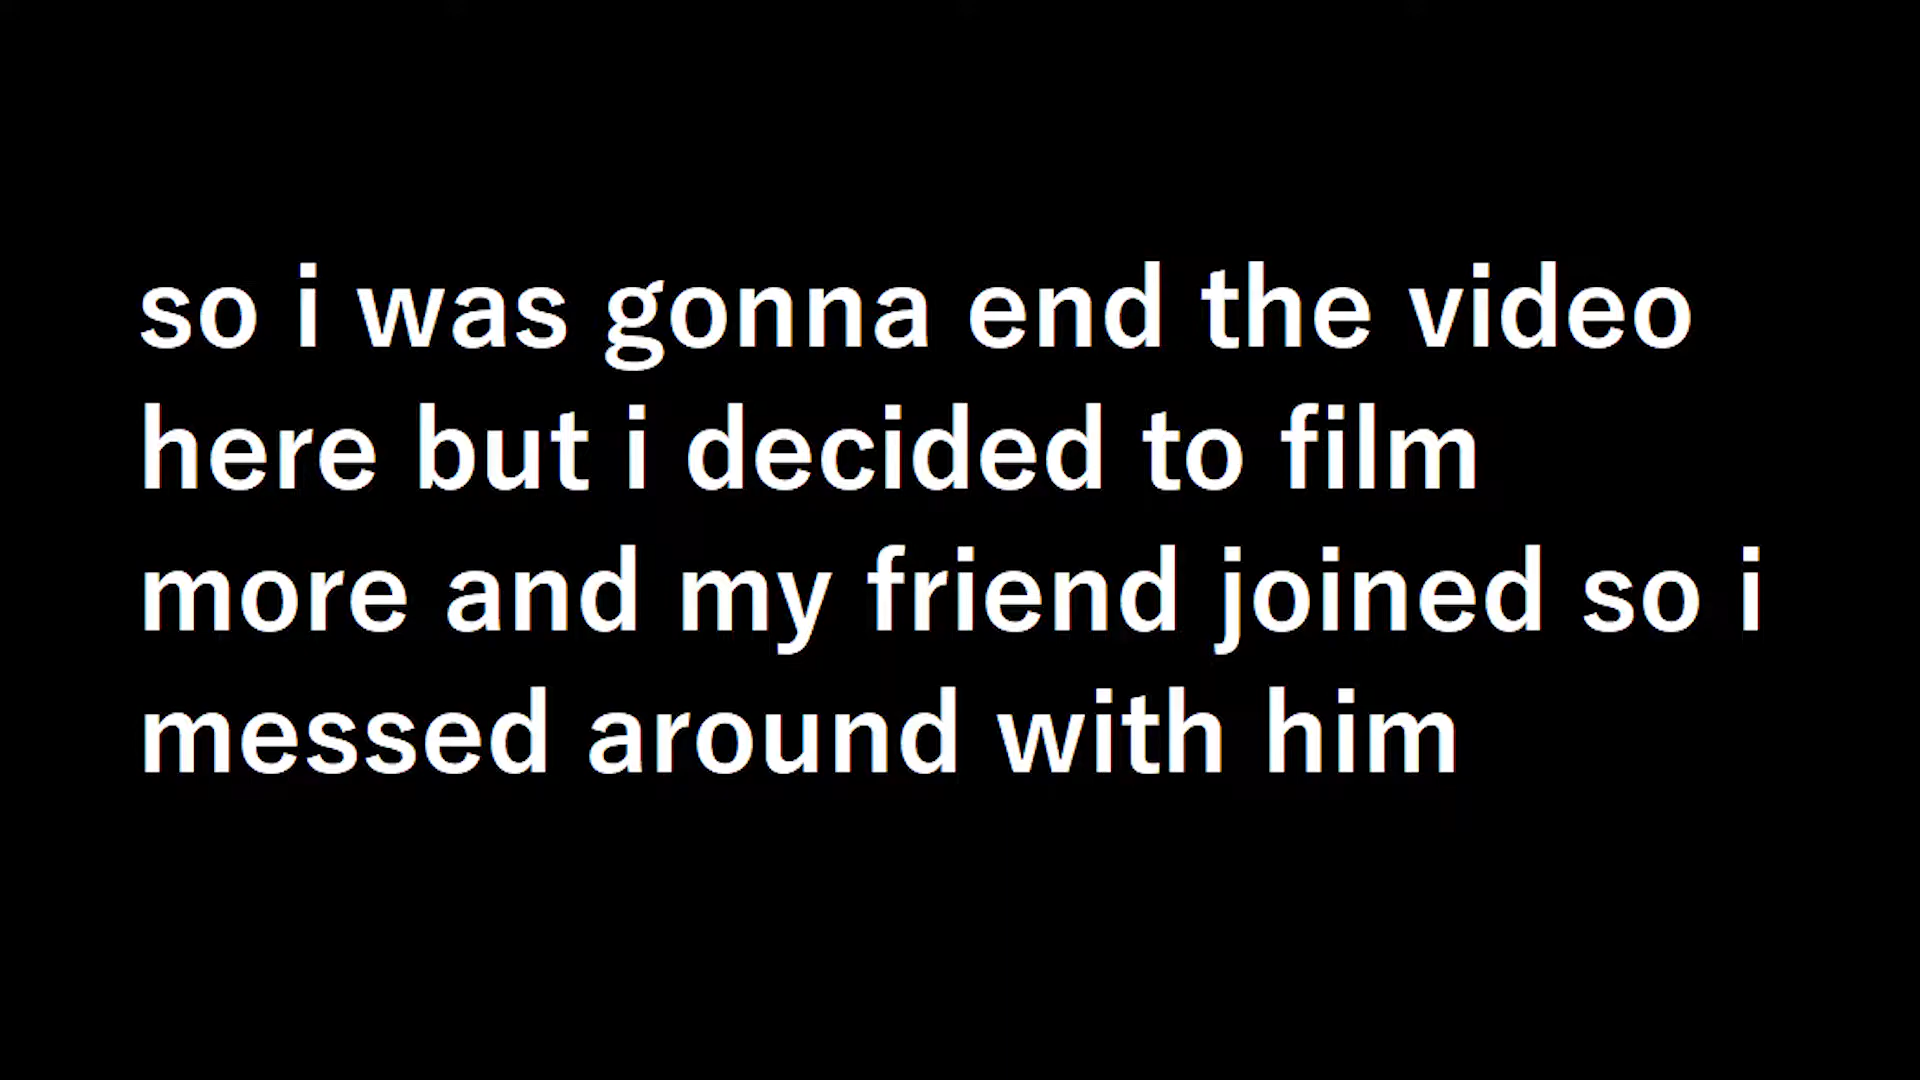 so i was gonna end the video
here but i decided to film
more and my friend joined so i
messed around with him